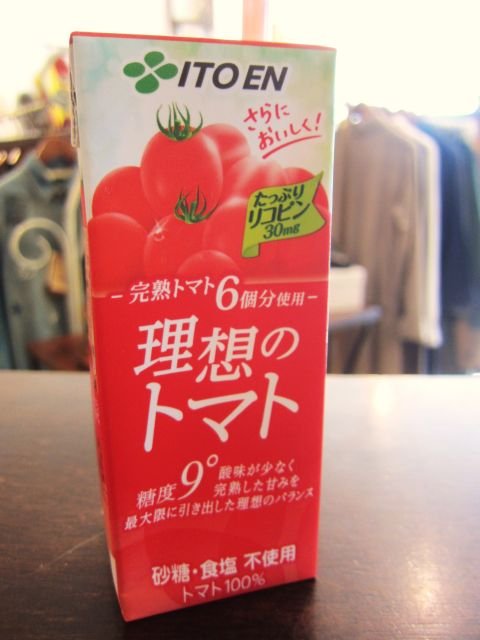 ITO EN
さらに
おいしく!
たっぷり
リコピン
30mg
– 完熟トマト6個分使用 –
理想の
トマト
糖度9° 酸味が少なく
完熟した甘みを
最大限に引き出した理想のバランス
砂糖・食塩 不使用
トマト100%